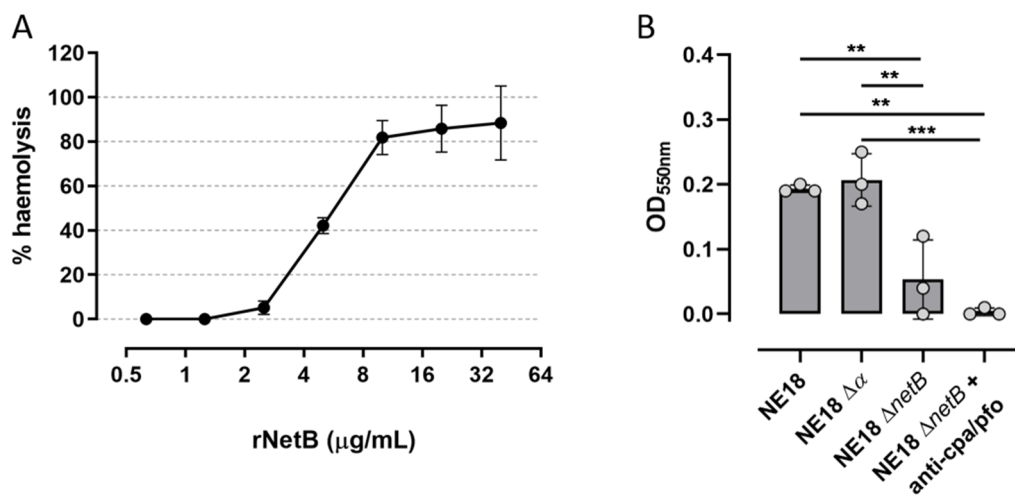 A
120
100
80
60
40
20
0
% haemolysis
0.5 1 2 4 8 16 32 64
rNetB (μg/mL)
B
0.4
0.3
0.2
0.1
0.0
OD550nm
**
**
**
***
NE18
NE18 Δα
NE18 ΔnetB
NE18 ΔnetB +
anti-cpa/pfo